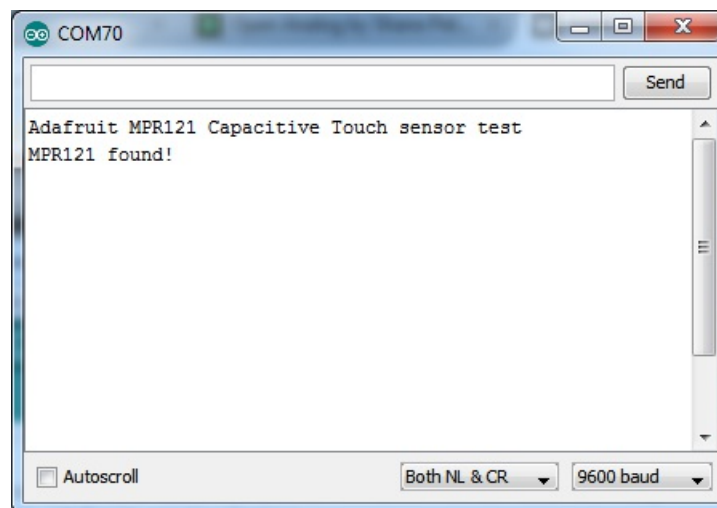 COM70
Send
Adafruit MPR121 Capacitive Touch sensor test
MPR121 found!
Autoscroll
Both NL & CR
9600 baud